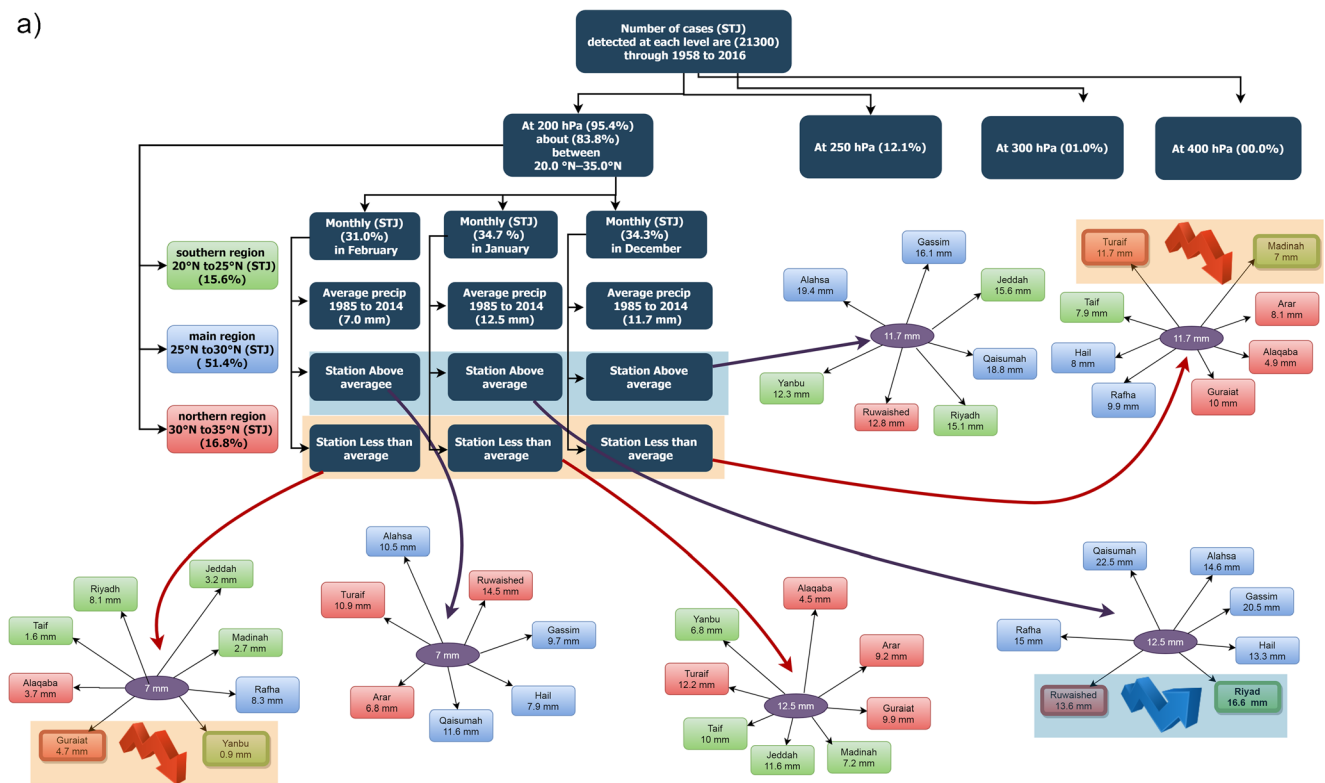 a)
Number of cases (STJ)
detected at each level are (21300)
through 1958 to 2016
At 200 hPa (95.4%)
about (83.8%)
between
20.0 °N–35.0°N
At 250 hPa (12.1%)
At 300 hPa (01.0%)
At 400 hPa (00.0%)
Monthly (STJ)
(31.0%)
in February
Monthly (STJ)
(34.7 %)
in January
Monthly (STJ)
(34.3%)
in December
southern region
20°N to25°N (STJ)
(15.6%)
main region
25°N to30°N (STJ)
( 51.4%)
northern region
30°N to35°N (STJ)
(16.8%)
Average precip
1985 to 2014
(7.0 mm)
Average precip
1985 to 2014
(12.5 mm)
Average precip
1985 to 2014
(11.7 mm)
Station Above
averagee
Station Above
average
Station Above
average
Station Less than
average
Station Less than
average
Station Less than
average
Gassim
16.1 mm
Alahsa
19.4 mm
Jeddah
15.6 mm
11.7 mm
Qaisumah
18.8 mm
Yanbu
12.3 mm
Ruwaished
12.8 mm
Riyadh
15.1 mm
Turaif
11.7 mm
Madinah
7 mm
Taif
7.9 mm
Arar
8.1 mm
11.7 mm
Hail
8 mm
Alaqaba
4.9 mm
Rafha
9.9 mm
Guraiat
10 mm
Jeddah
3.2 mm
Riyadh
8.1 mm
Taif
1.6 mm
Madinah
2.7 mm
Alaqaba
3.7 mm
7 mm
Rafha
8.3 mm
Guraiat
4.7 mm
Yanbu
0.9 mm
Alahsa
10.5 mm
Turaif
10.9 mm
Ruwaished
14.5 mm
7 mm
Gassim
9.7 mm
Arar
6.8 mm
Hail
7.9 mm
Qaisumah
11.6 mm
Alaqaba
4.5 mm
Yanbu
6.8 mm
Arar
9.2 mm
Turaif
12.2 mm
12.5 mm
Guraiat
9.9 mm
Taif
10 mm
Jeddah
11.6 mm
Madinah
7.2 mm
Qaisumah
22.5 mm
Alahsa
14.6 mm
Gassim
20.5 mm
Rafha
15 mm
12.5 mm
Hail
13.3 mm
Ruwaished
13.6 mm
Riyad
16.6 mm